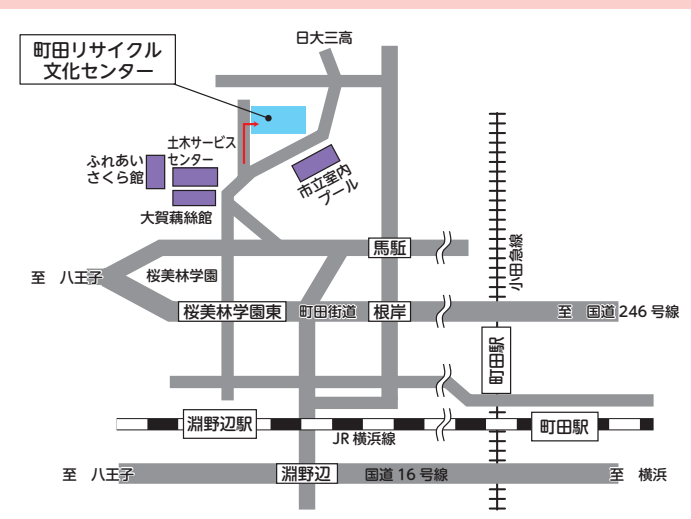 日大三高
町田リサイクル
文化センター
土木サービス
センター
ふれあい
さくら館
市立室内
プール
大賀藕絲館
馬駈
小田急線
至 八王子
桜美林学園
桜美林学園東
町田街道
根岸
至 国道246号線
町田駅
淵野辺駅
JR横浜線
町田駅
至 八王子
淵野辺
国道16号線
至 横浜